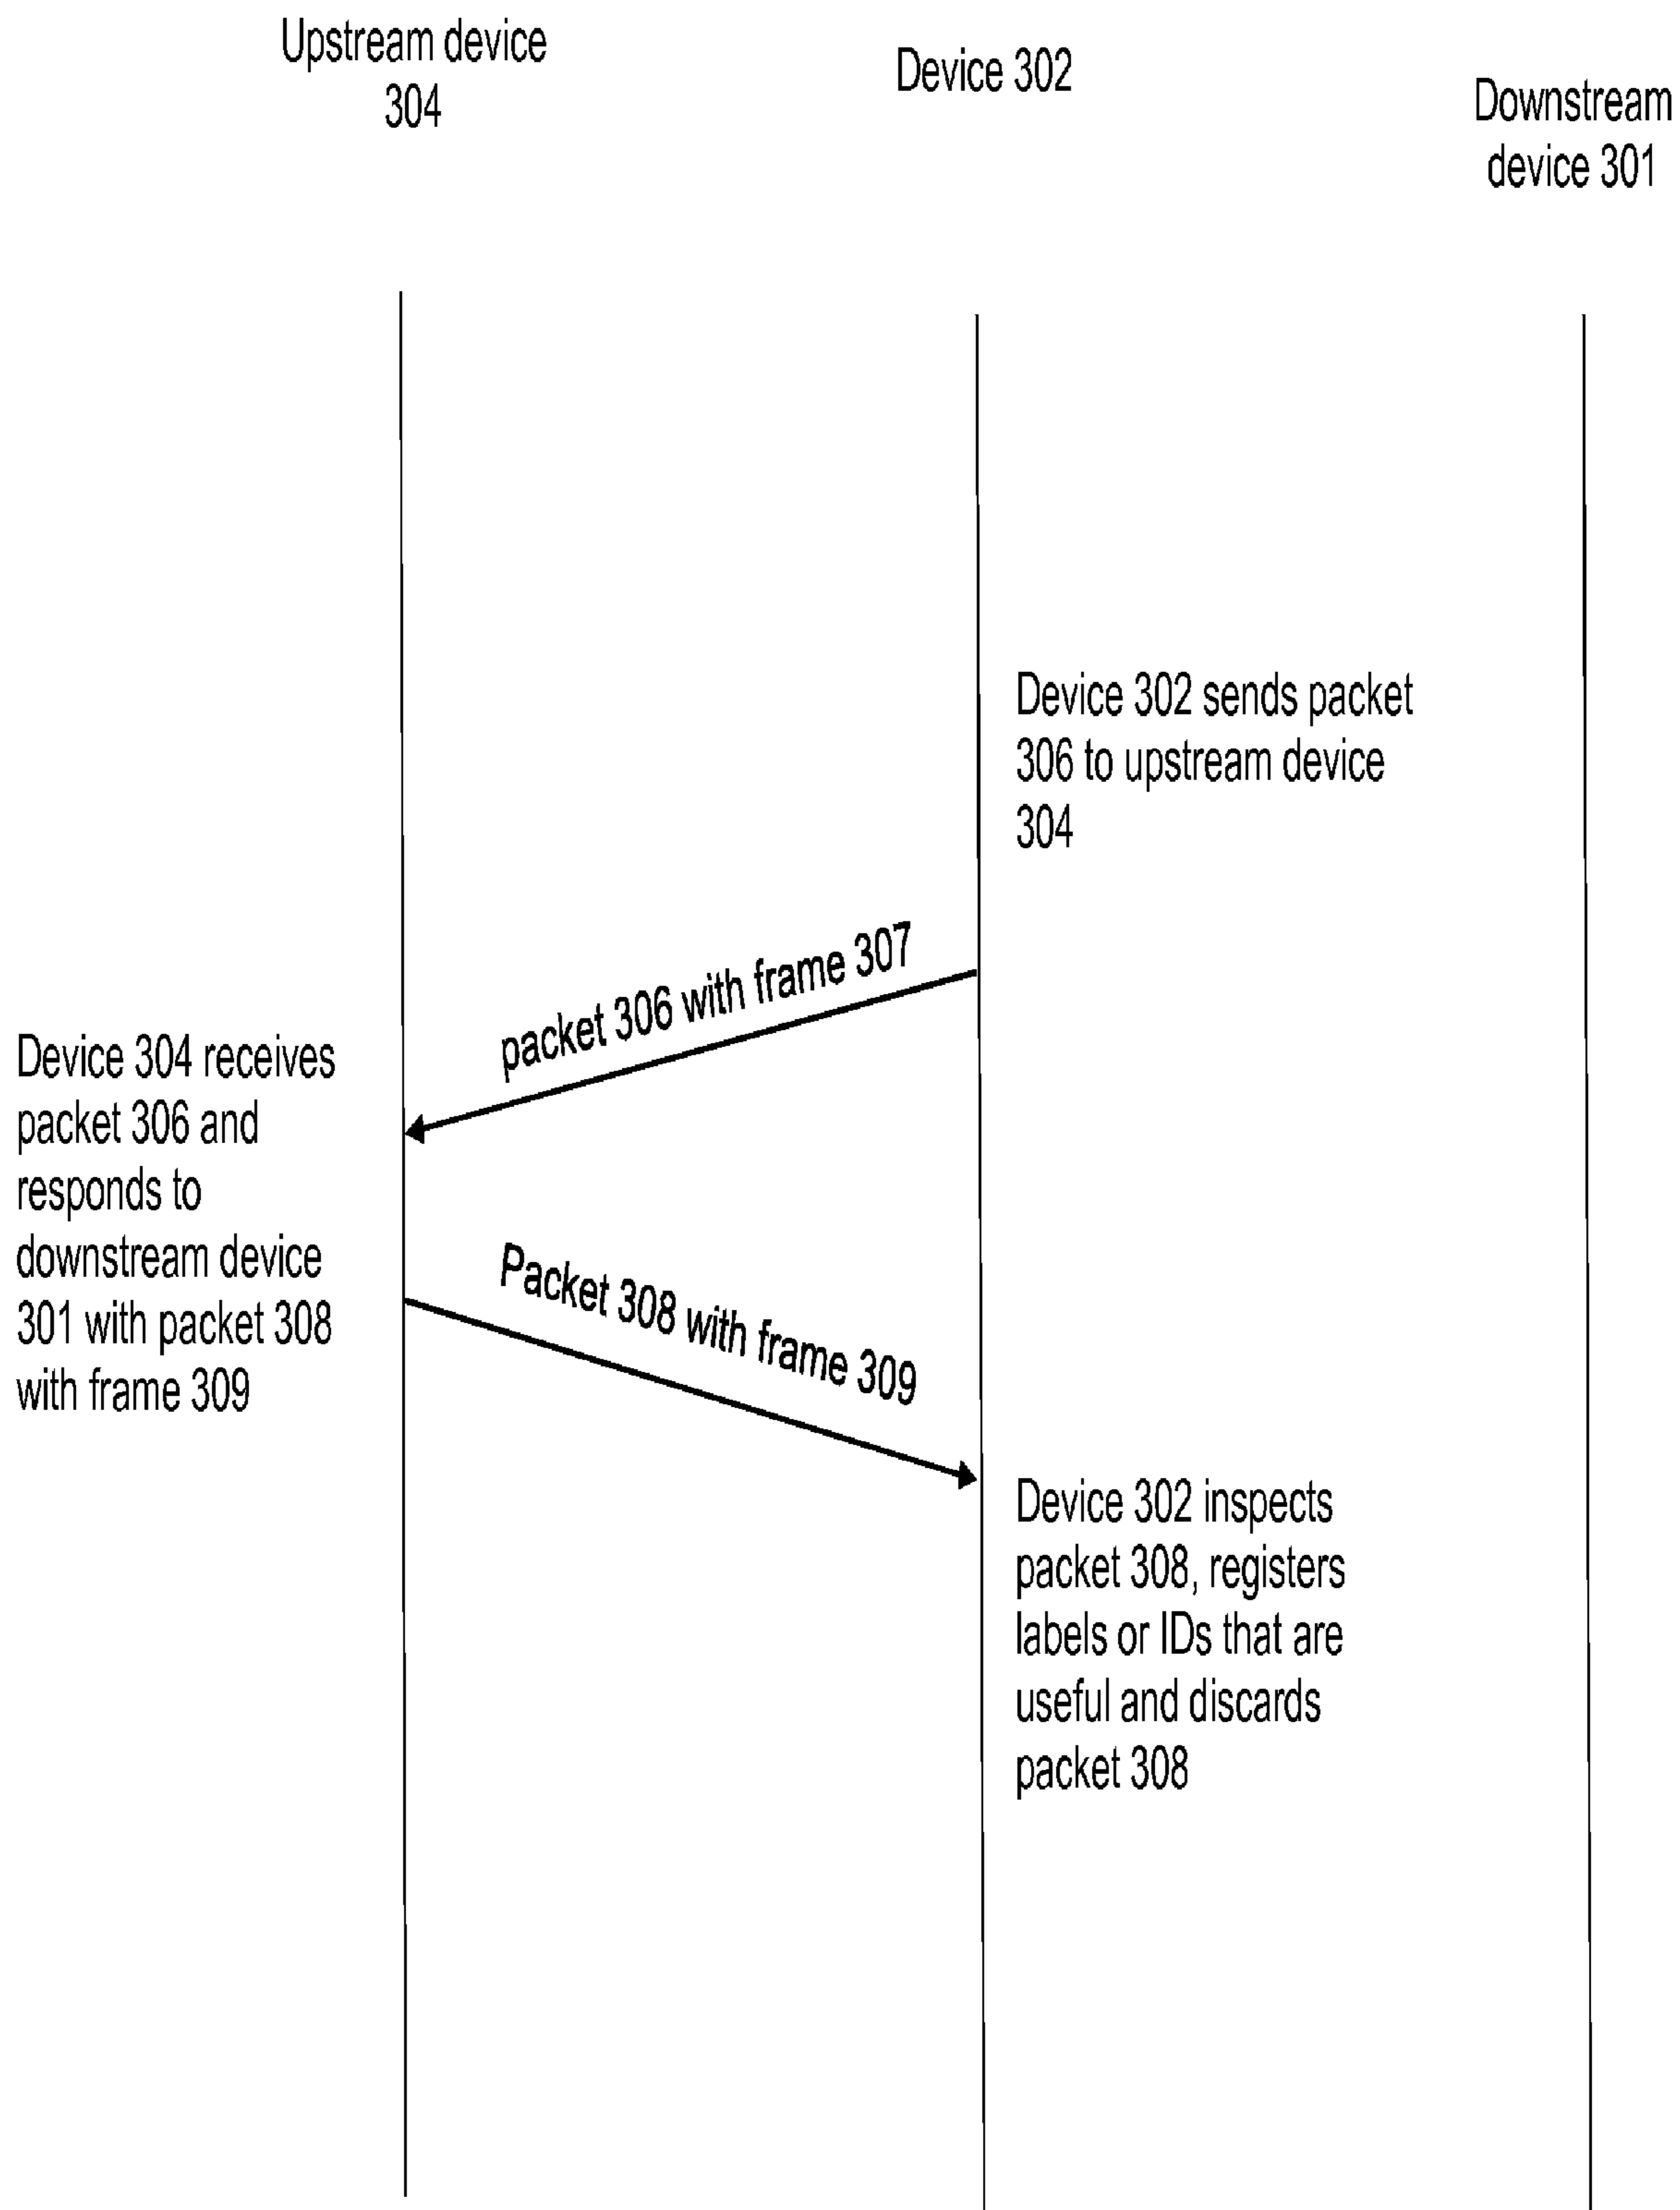 Upstream device
304
Device 302
Downstream
device 301
Device 302 sends packet
306 to upstream device
304
packet 306 with frame 307
Device 304 receives
packet 306 and
responds to
downstream device
301 with packet 308
with frame 309
Packet 308 with frame 309
Device 302 inspects
packet 308, registers
labels or IDs that are
useful and discards
packet 308